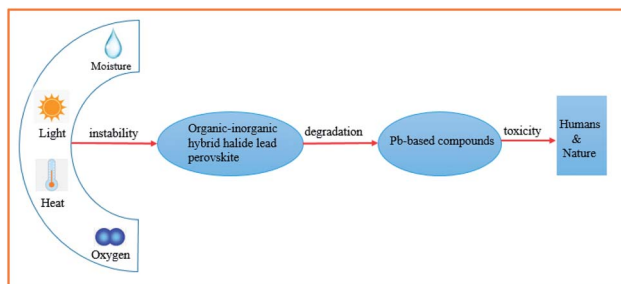 Moisture
Light
Heat
Oxygen
instability
Organic-inorganic
hybrid halide lead
perovskite
degradation
Pb-based compounds
toxicity
Humans
&
Nature